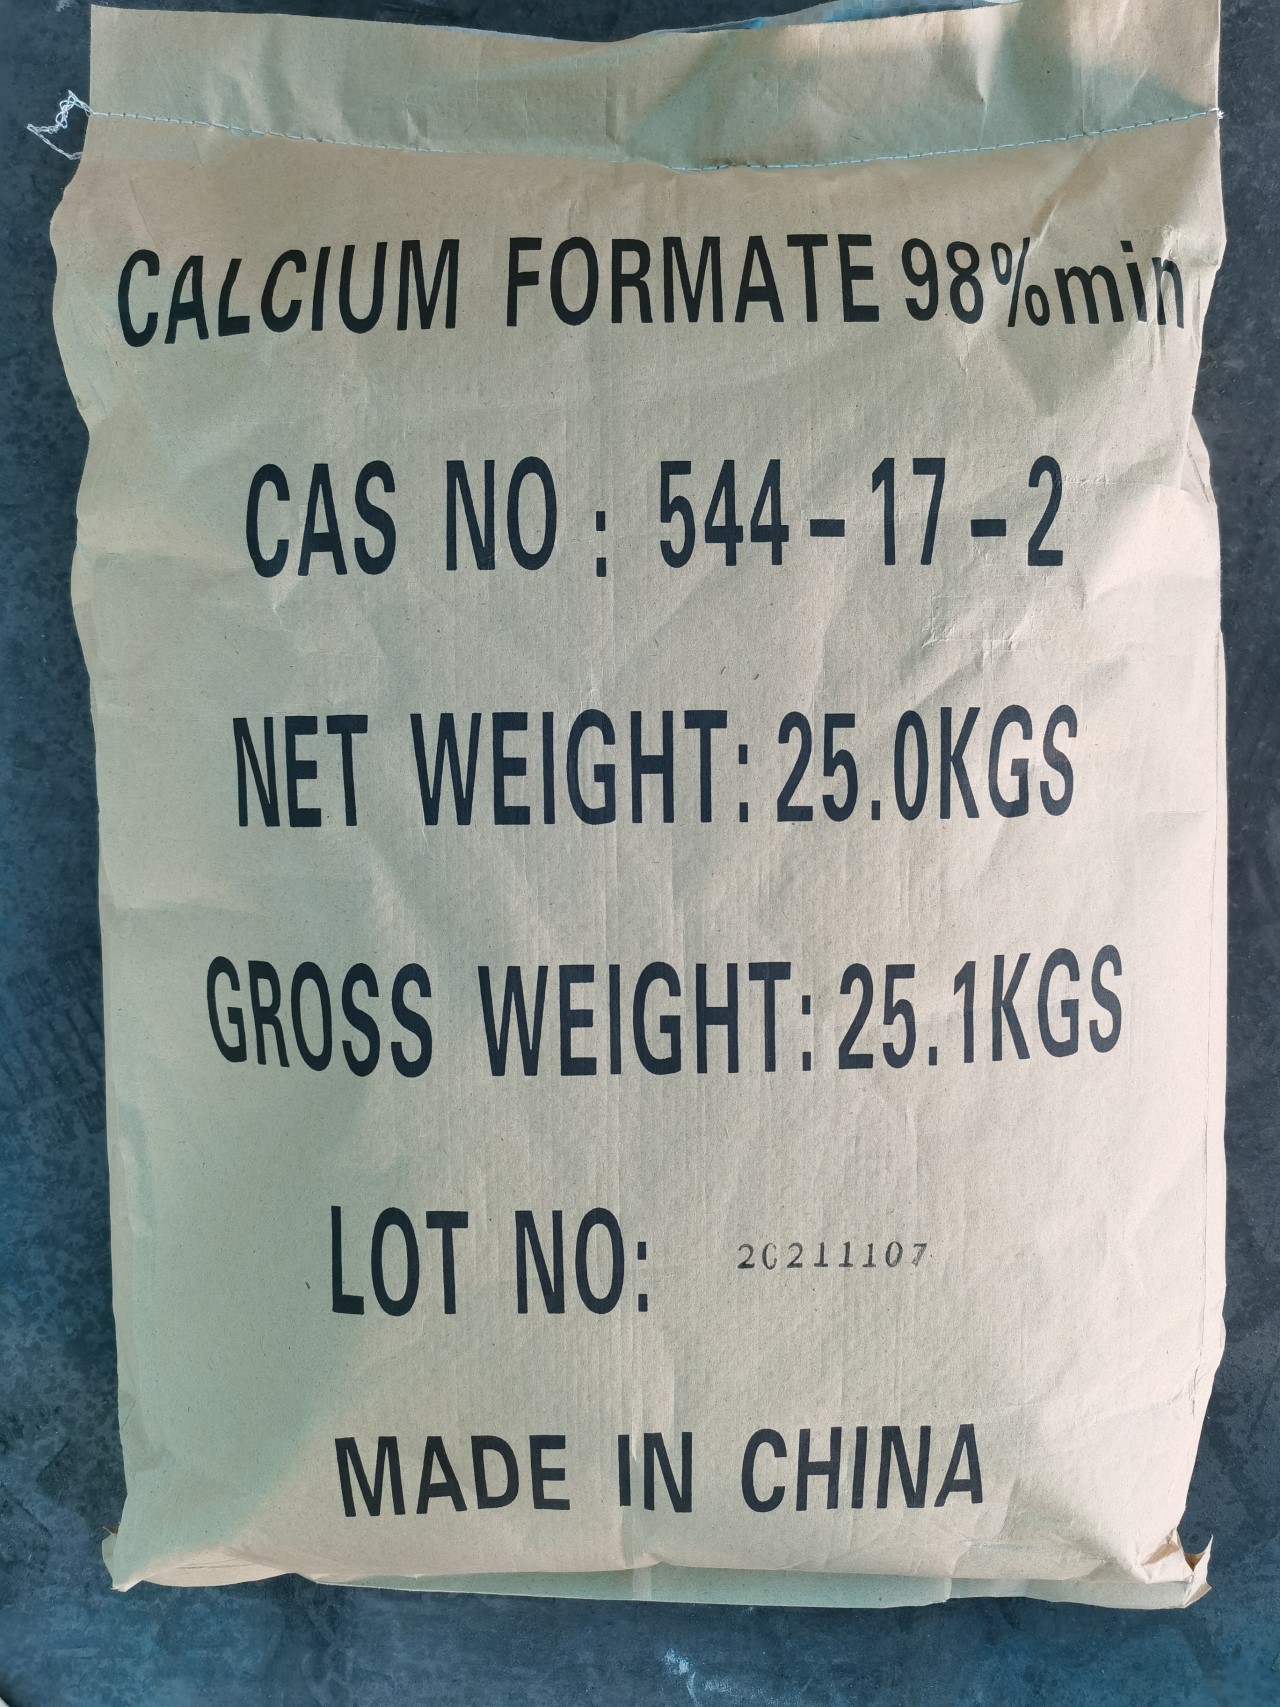 CALCIUM FORMATE 98%min
CAS NO : 544-17-2
NET WEIGHT: 25.0KGS
GROSS WEIGHT: 25.1KGS
LOT NO: 20211107
MADE IN CHINA